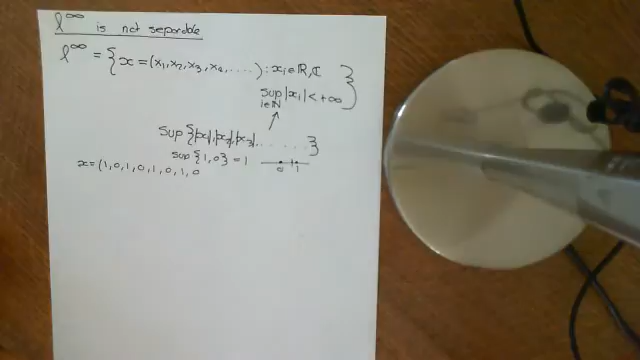 l^∞ is not separable
l^∞ = { x = (x₁, x₂, x₃, x₄, .....) : xᵢ ∈ ℝ, ℂ
sup |xᵢ| < +∞ }
i∈ℕ
sup { |x₁|, |x₂|, |x₃|, ....... }
sup { 1, 0 } = 1
0 1
x = (1, 0, 1, 0, 1, 0, 1, 0